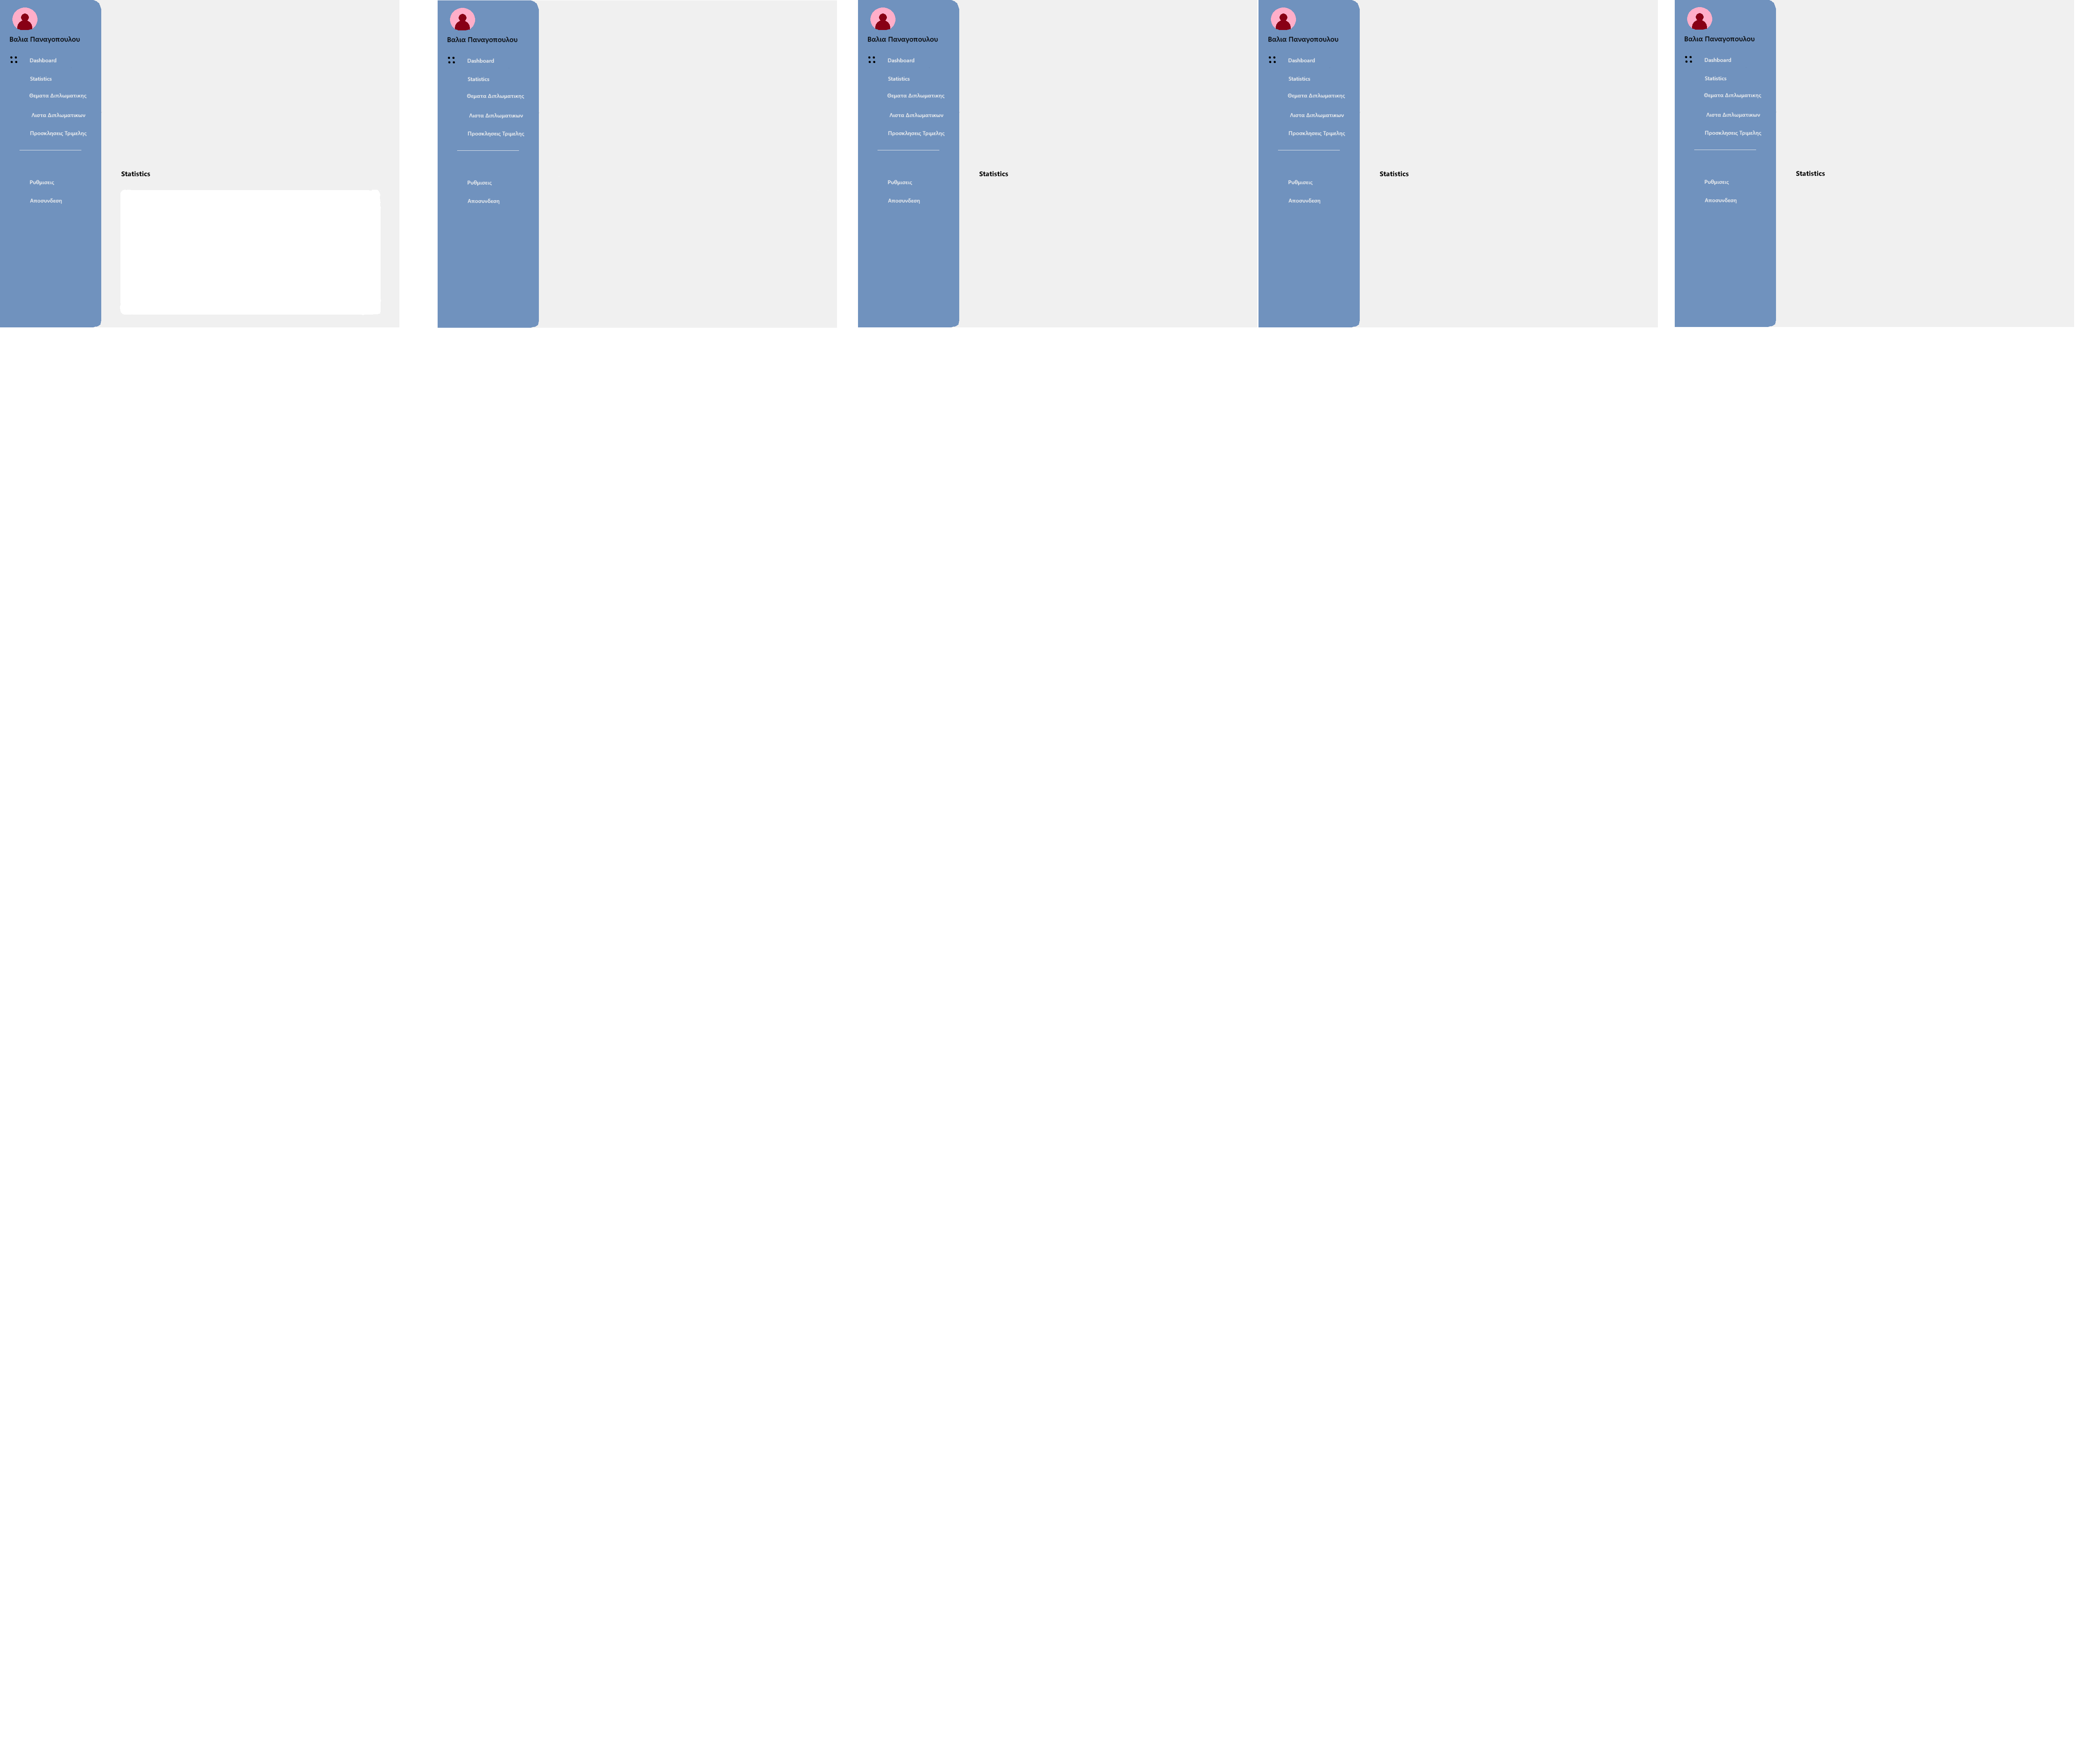 Βαλια Παναγοπουλου
Dashboard
Statistics
Θεματα Διπλωματικης
Λιστα Διπλωματικων
Προσκλησεις Τριμελης
Ρυθμισεις
Αποσυνδεση
Statistics
Βαλια Παναγοπουλου
Dashboard
Statistics
Θεματα Διπλωματικης
Λιστα Διπλωματικων
Προσκλησεις Τριμελης
Ρυθμισεις
Αποσυνδεση
Βαλια Παναγοπουλου
Dashboard
Statistics
Θεματα Διπλωματικης
Λιστα Διπλωματικων
Προσκλησεις Τριμελης
Ρυθμισεις
Αποσυνδεση
Statistics
Βαλια Παναγοπουλου
Dashboard
Statistics
Θεματα Διπλωματικης
Λιστα Διπλωματικων
Προσκλησεις Τριμελης
Ρυθμισεις
Αποσυνδεση
Statistics
Βαλια Παναγοπουλου
Dashboard
Statistics
Θεματα Διπλωματικης
Λιστα Διπλωματικων
Προσκλησεις Τριμελης
Ρυθμισεις
Αποσυνδεση
Statistics